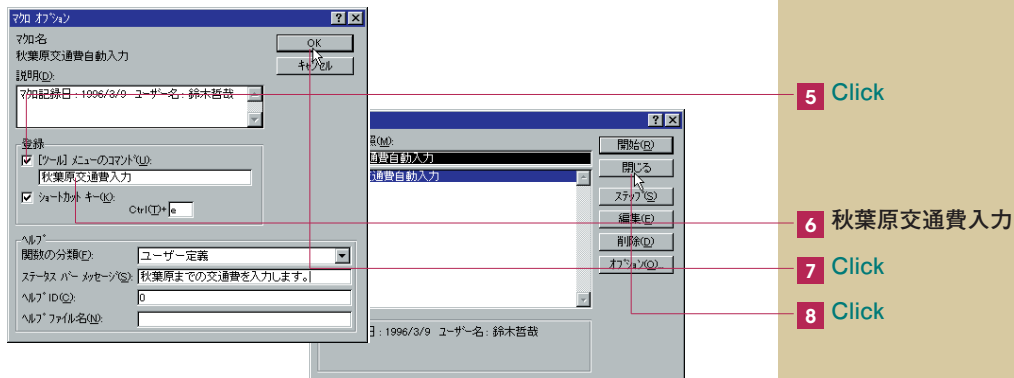 マクロ オプション
マクロ名
秋葉原交通費自動入力
説明(D):
マクロ記録日 : 1996/3/9 ユーザー名 : 鈴木哲哉
OK
キャンセル
登録
[ツール] メニューのコマンド(U):
秋葉原交通費入力
ショートカット キー(K):
Ctrl(T)+ e
ヘルプ
関数の分類(F):
ユーザー定義
ステータス バー メッセージ(S):
秋葉原までの交通費を入力します。
ヘルプ ID(C):
0
ヘルプ ファイル名(N):
照(M):
通費自動入力
通費自動入力
開始(R)
閉じる
ステップ(S)
編集(E)
削除(D)
オプション(O)...
日 : 1996/3/9 ユーザー名 : 鈴木哲哉
5 Click
6 秋葉原交通費入力
7 Click
8 Click